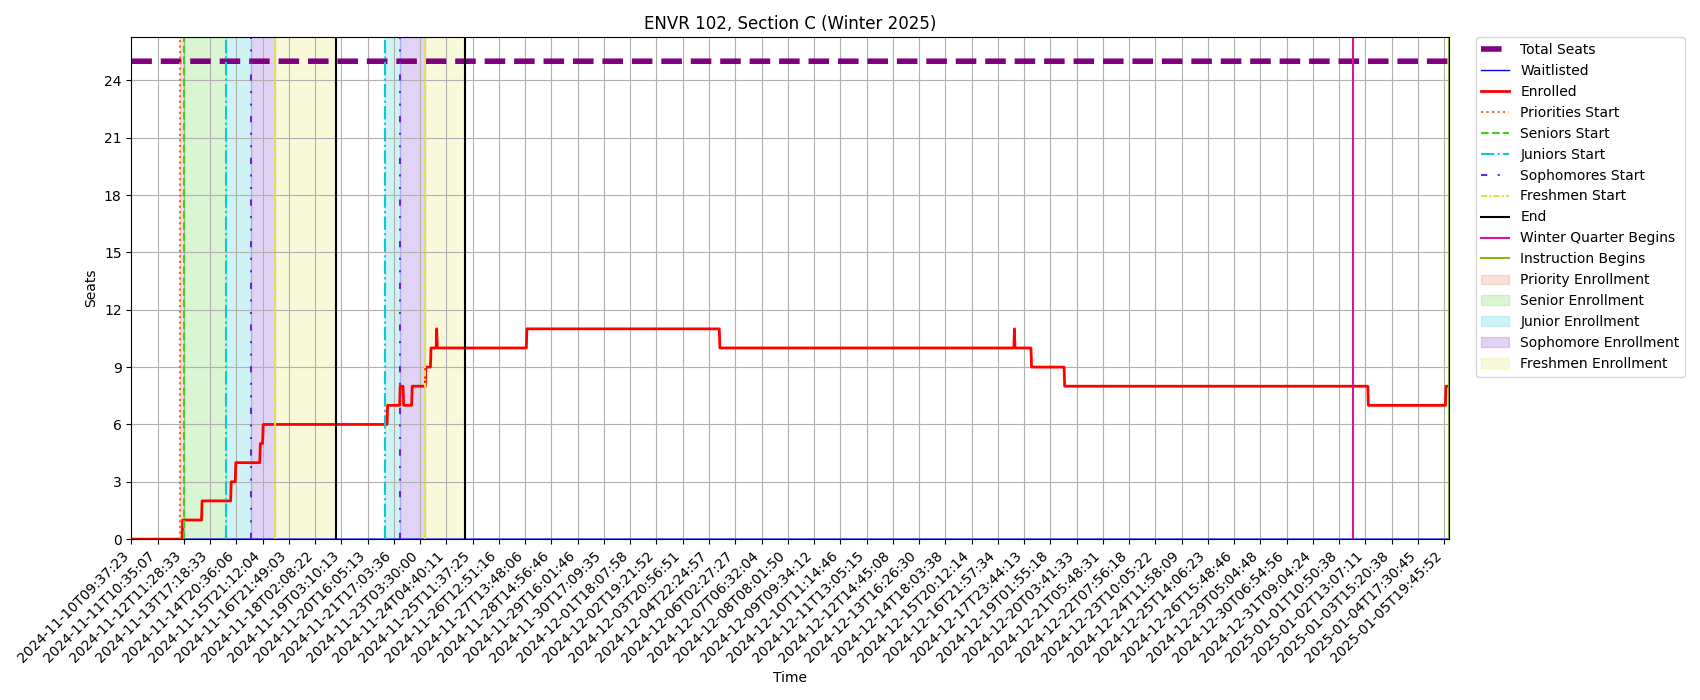 ENVR 102, Section C (Winter 2025)
Seats
24
21
18
15
12
9
6
3
0
2024-11-10T09:37:23
2024-11-11T10:35:07
2024-11-12T11:28:33
2024-11-13T17:18:33
2024-11-14T20:36:06
2024-11-15T21:12:04
2024-11-16T21:49:03
2024-11-18T02:08:22
2024-11-19T03:10:13
2024-11-20T16:05:13
2024-11-21T17:03:36
2024-11-23T03:30:00
2024-11-24T04:40:11
2024-11-25T11:37:25
2024-11-26T12:51:16
2024-11-27T13:48:06
2024-11-28T14:56:46
2024-11-29T16:01:46
2024-11-30T17:09:35
2024-12-01T18:07:58
2024-12-02T19:21:52
2024-12-03T20:56:51
2024-12-04T22:24:57
2024-12-06T02:27:27
2024-12-07T06:32:04
2024-12-08T08:01:50
2024-12-09T09:34:12
2024-12-10T11:14:46
2024-12-11T13:05:15
2024-12-12T14:45:08
2024-12-13T16:26:30
2024-12-14T18:03:38
2024-12-15T20:12:14
2024-12-16T21:57:34
2024-12-17T23:44:13
2024-12-19T01:55:18
2024-12-20T03:41:33
2024-12-21T05:48:31
2024-12-22T07:56:18
2024-12-23T10:05:22
2024-12-24T11:58:09
2024-12-25T14:06:23
2024-12-26T15:48:46
2024-12-29T05:04:48
2024-12-30T06:54:56
2024-12-31T09:04:24
2025-01-01T10:50:38
2025-01-02T13:07:11
2025-01-03T15:20:38
2025-01-04T17:30:45
2025-01-05T19:45:52
Time
Total Seats
Waitlisted
Enrolled
Priorities Start
Seniors Start
Juniors Start
Sophomores Start
Freshmen Start
End
Winter Quarter Begins
Instruction Begins
Priority Enrollment
Senior Enrollment
Junior Enrollment
Sophomore Enrollment
Freshmen Enrollment